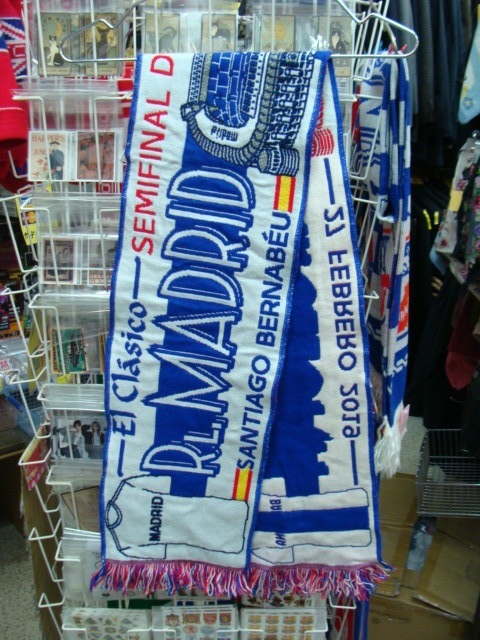 El Clásico
SEMIFINAL D
RL MADRID
SANTIAGO BERNABÉU
27 FEBRERO 2019
MADRID